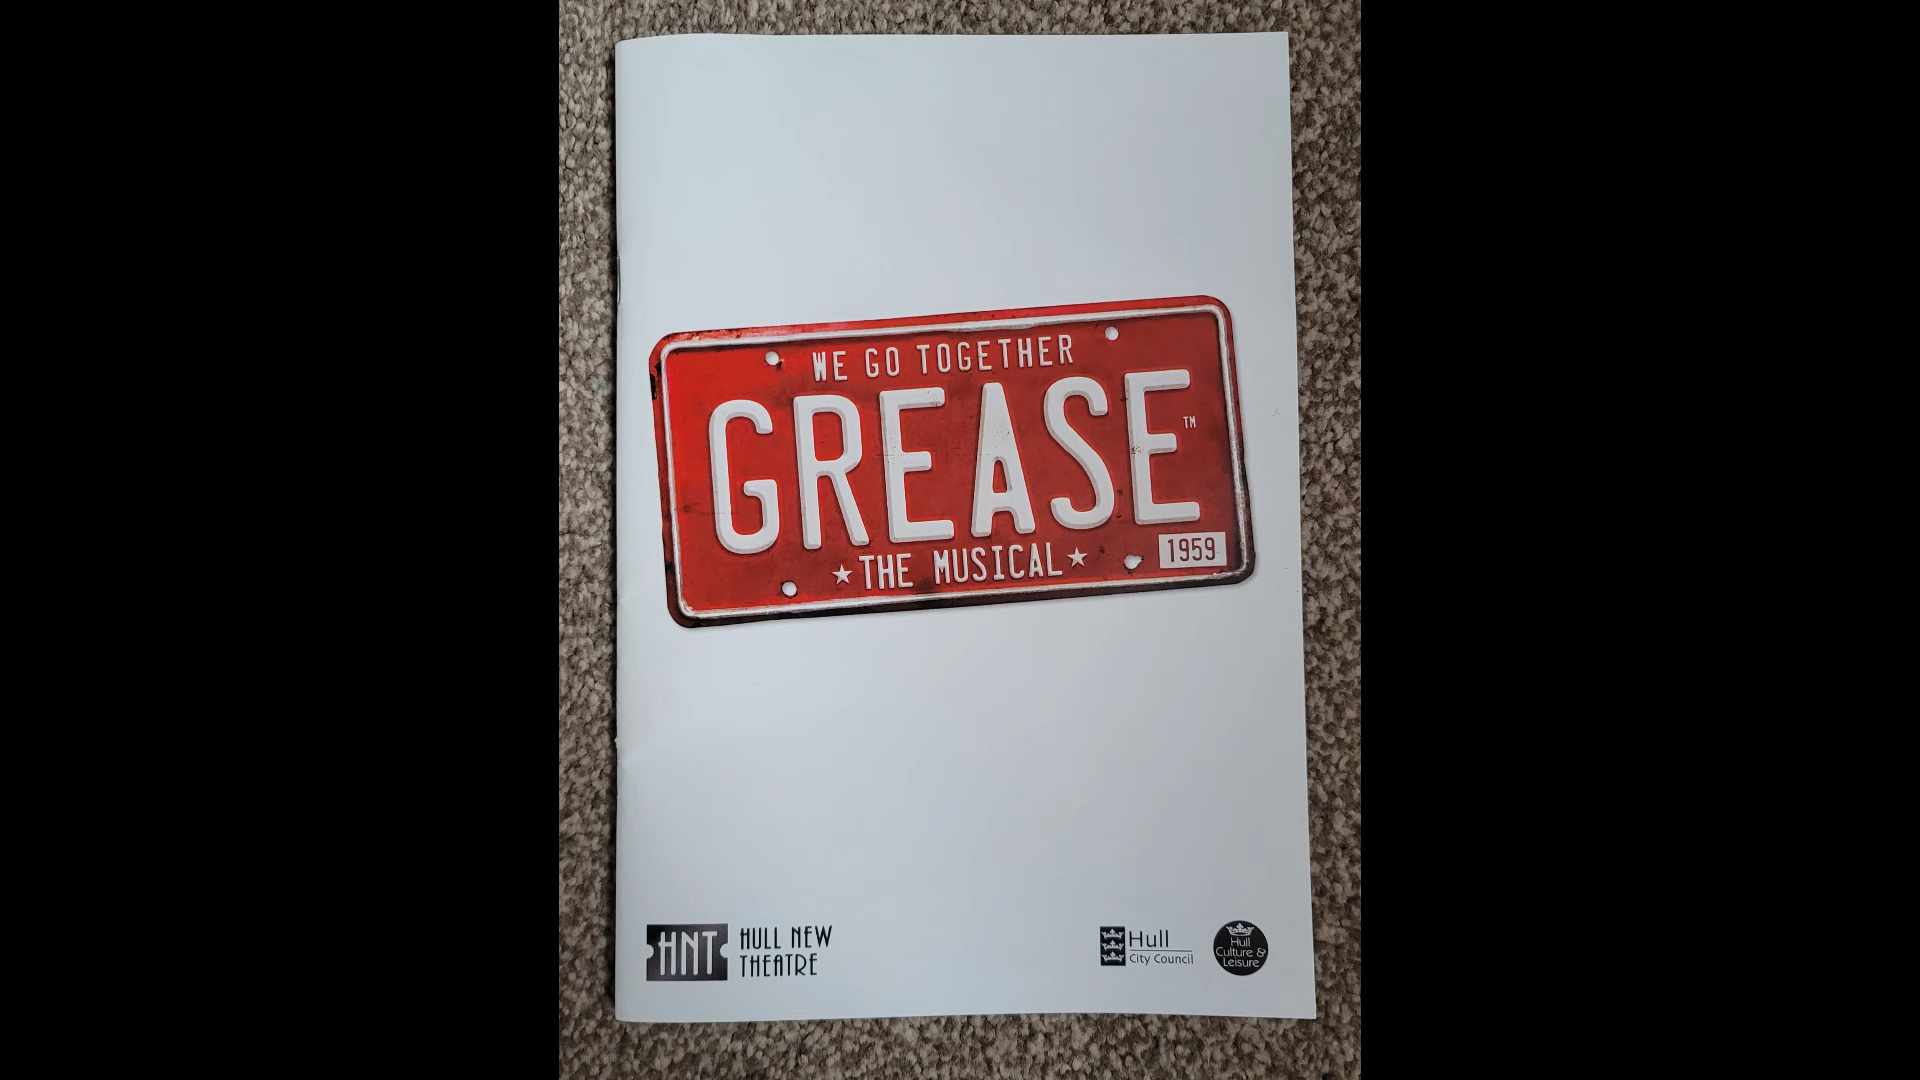 WE GO TOGETHER
GREASE™
★THE MUSICAL★
1959
HNT
HULL NEW
THEATRE
Hull
City Council
Hull
Culture &
Leisure